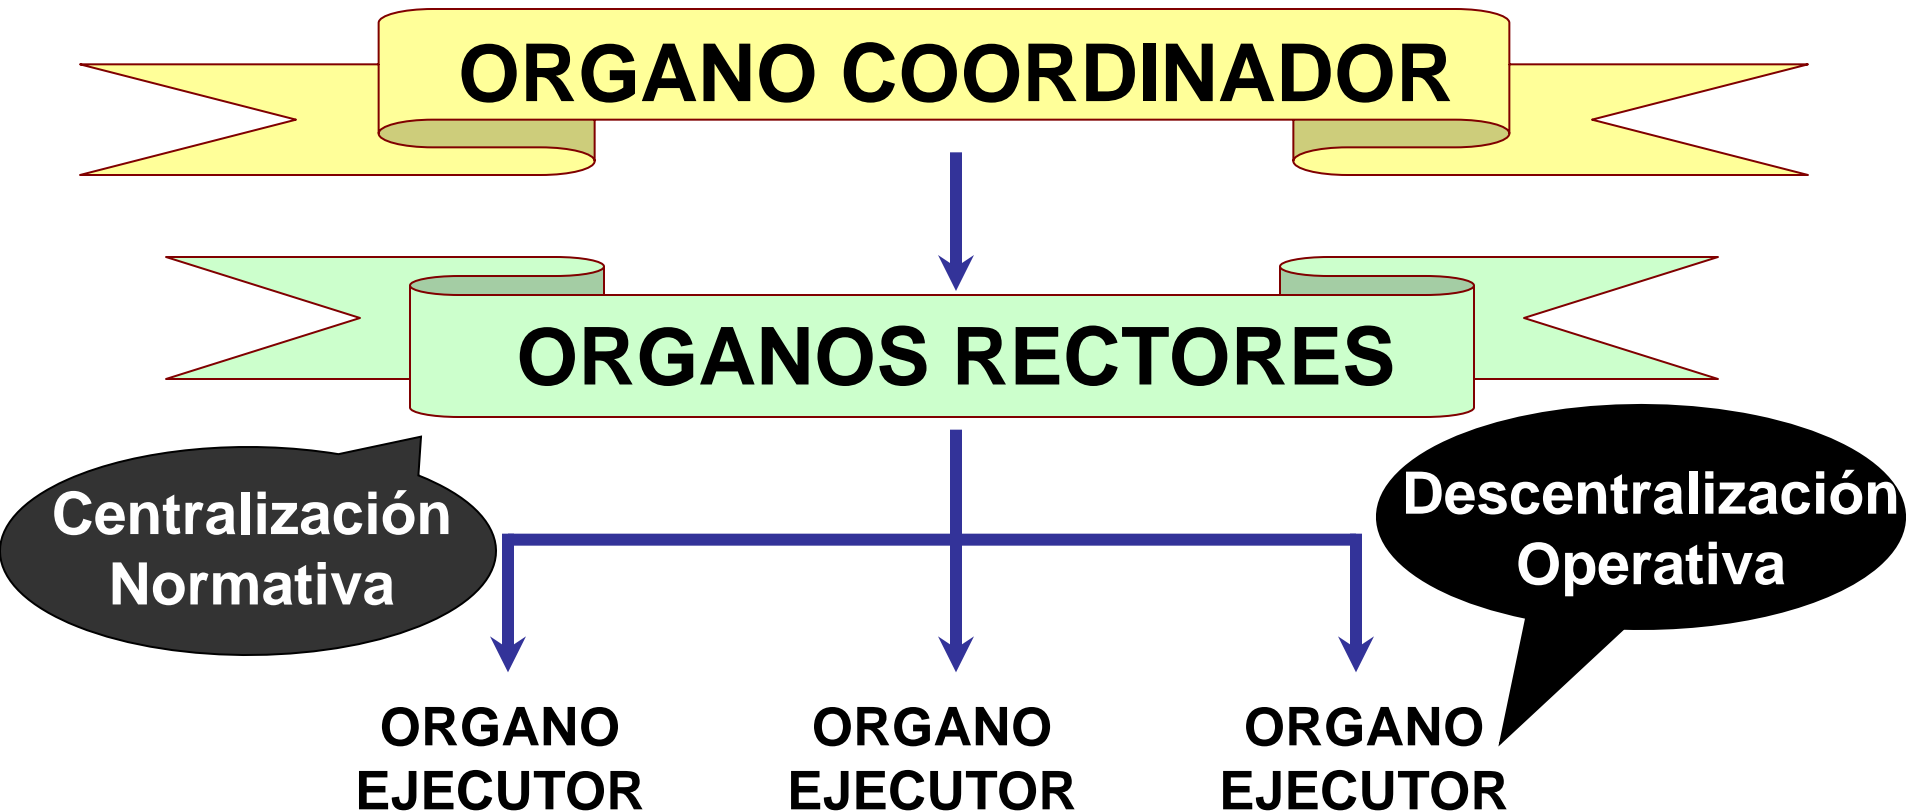 ORGANO COORDINADOR
ORGANOS RECTORES
Centralización
Normativa
Descentralización
Operativa
ORGANO
EJECUTOR
ORGANO
EJECUTOR
ORGANO
EJECUTOR